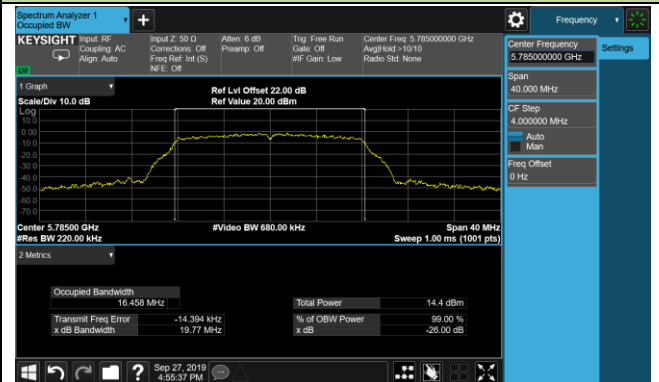 Spectrum Analyzer 1
Occupied BW
Frequency
KEYSIGHT
Input: RF
Coupling: AC
Align: Auto
Input Z: 50 Ω
Corrections: Off
Freq Ref: Int (S)
NFE: Off
Atten: 6 dB
Preamp: Off
Trig: Free Run
Gate: Off
#IF Gain: Low
Center Freq: 5.785000000 GHz
Avg|Hold:>10/10
Radio Std: None
Center Frequency
5.785000000 GHz
Settings
Span
40.000 MHz
CF Step
4.000000 MHz
Auto
Man
Freq Offset
0 Hz
1 Graph
Scale/Div 10.0 dB
Ref Lvl Offset 22.00 dB
Ref Value 20.00 dBm
Log
10.0
0.00
-10.0
-20.0
-30.0
-40.0
-50.0
-60.0
-70.0
Center 5.78500 GHz
#Res BW 220.00 kHz
#Video BW 680.00 kHz
Span 40 MHz
Sweep 1.00 ms (1001 pts)
2 Metrics
Occupied Bandwidth
16.458 MHz
Total Power 14.4 dBm
Transmit Freq Error -14.394 kHz
% of OBW Power 99.00 %
x dB Bandwidth 19.77 MHz
x dB -26.00 dB
Sep 27, 2019
4:55:37 PM